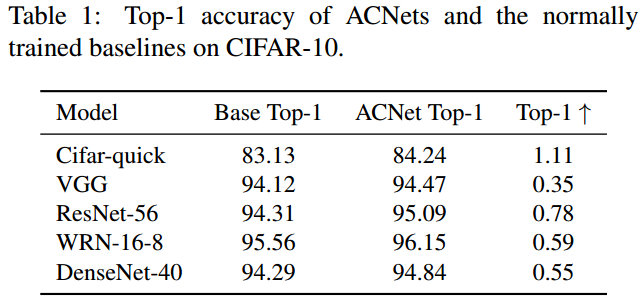 Table 1: Top-1 accuracy of ACNets and the normally
trained baselines on CIFAR-10.
Model Base Top-1 ACNet Top-1 Top-1 ↑
Cifar-quick 83.13 84.24 1.11
VGG 94.12 94.47 0.35
ResNet-56 94.31 95.09 0.78
WRN-16-8 95.56 96.15 0.59
DenseNet-40 94.29 94.84 0.55